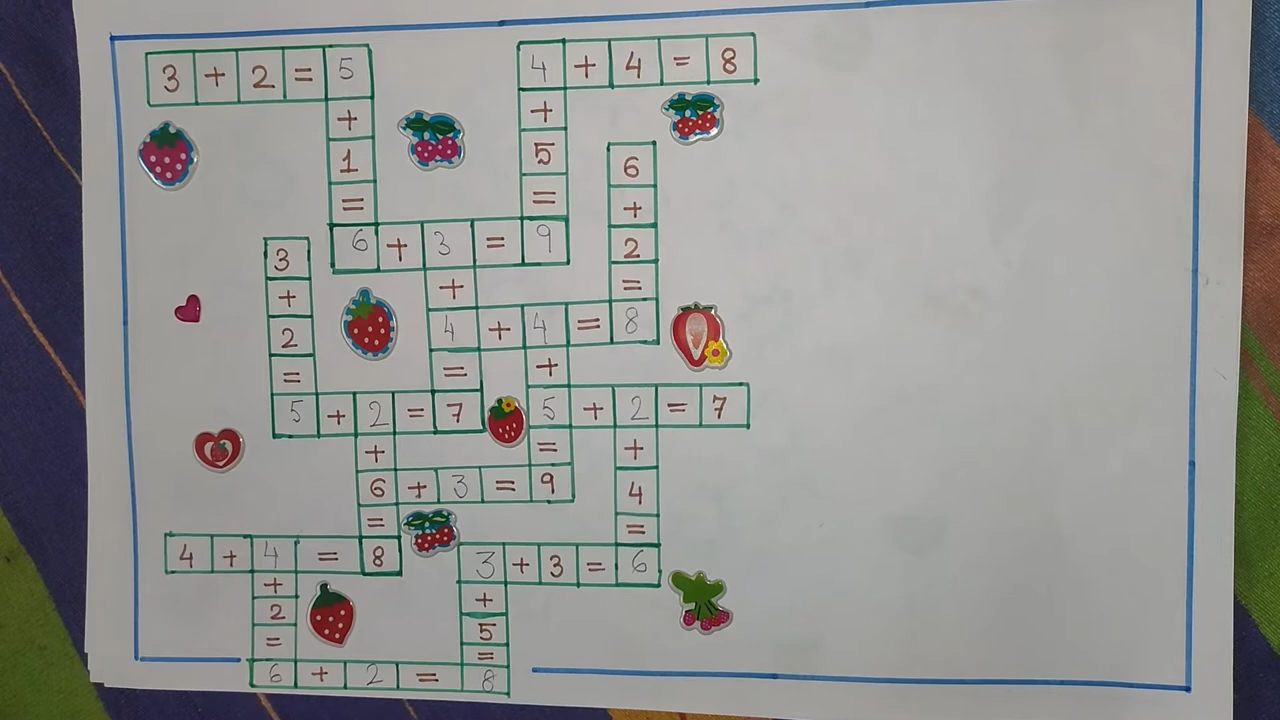 3 + 2 = 5
4 + 4 = 8
+
+
1
5
6
=
=
+
6 + 3 = 9
2
3
+
=
+
4 + 4 = 8
2
=
+
=
5 + 2 = 7
5 + 2 = 7
+
=
+
6 + 3 = 9
4
=
=
4 + 4 = 8
3 + 3 = 6
+
+
2
5
=
=
6 + 2 = 8